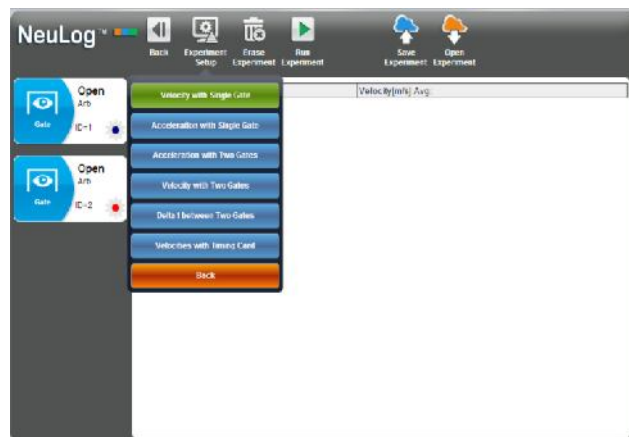 NeuLog™
Back
Experiment Setup
Erase Experiment
Run Experiment
Save Experiment
Open Experiment
Open
Arb
Gate
ID=1
Velocity with Single Gate
Velocity[m/s] Avg:
Acceleration with Single Gate
Acceleration with Two Gates
Open
Arb
Gate
ID=2
Velocity with Two Gates
Delta t between Two Gates
Velocities with Timing Card
Back